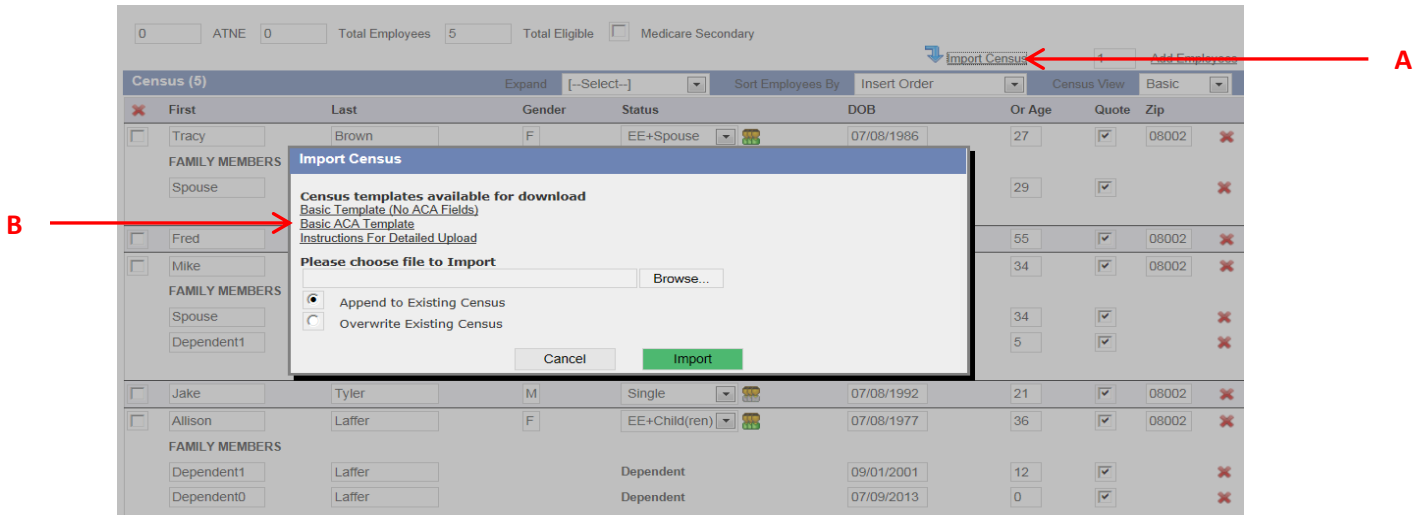 0 ATNE 0 Total Employees 5 Total Eligible Medicare Secondary
Import Census 1 Add Employees
A
Census (5) Expand [--Select--] Sort Employees By Insert Order Census View Basic
First Last Gender Status DOB Or Age Quote Zip
Tracy Brown F EE+Spouse 07/08/1986 27 08002
FAMILY MEMBERS
Import Census
Spouse 29
Census templates available for download
Basic Template (No ACA Fields)
B
Basic ACA Template
Instructions For Detailed Upload
Fred 55 08002
Please choose file to Import
Mike 34 08002
Browse...
FAMILY MEMBERS
Append to Existing Census
Spouse 34
Overwrite Existing Census
Dependent1 5
Cancel Import
Jake Tyler M Single 07/08/1992 21 08002
Allison Laffer F EE+Child(ren) 07/08/1977 36 08002
FAMILY MEMBERS
Dependent1 Laffer Dependent 09/01/2001 12
Dependent0 Laffer Dependent 07/09/2013 0